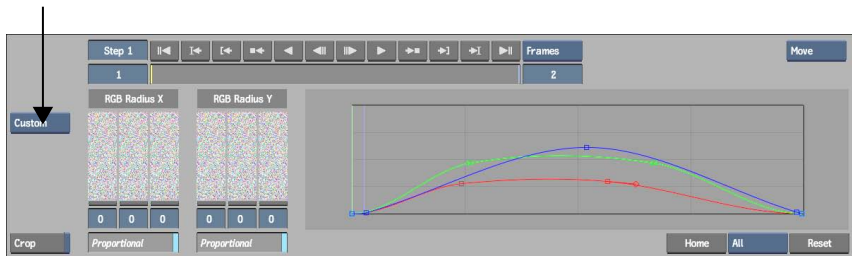 Step 1
Frames
Move
1
2
RGB Radius X
RGB Radius Y
Custom
0 0 0
0 0 0
Crop
Proportional
Proportional
Home
All
Reset